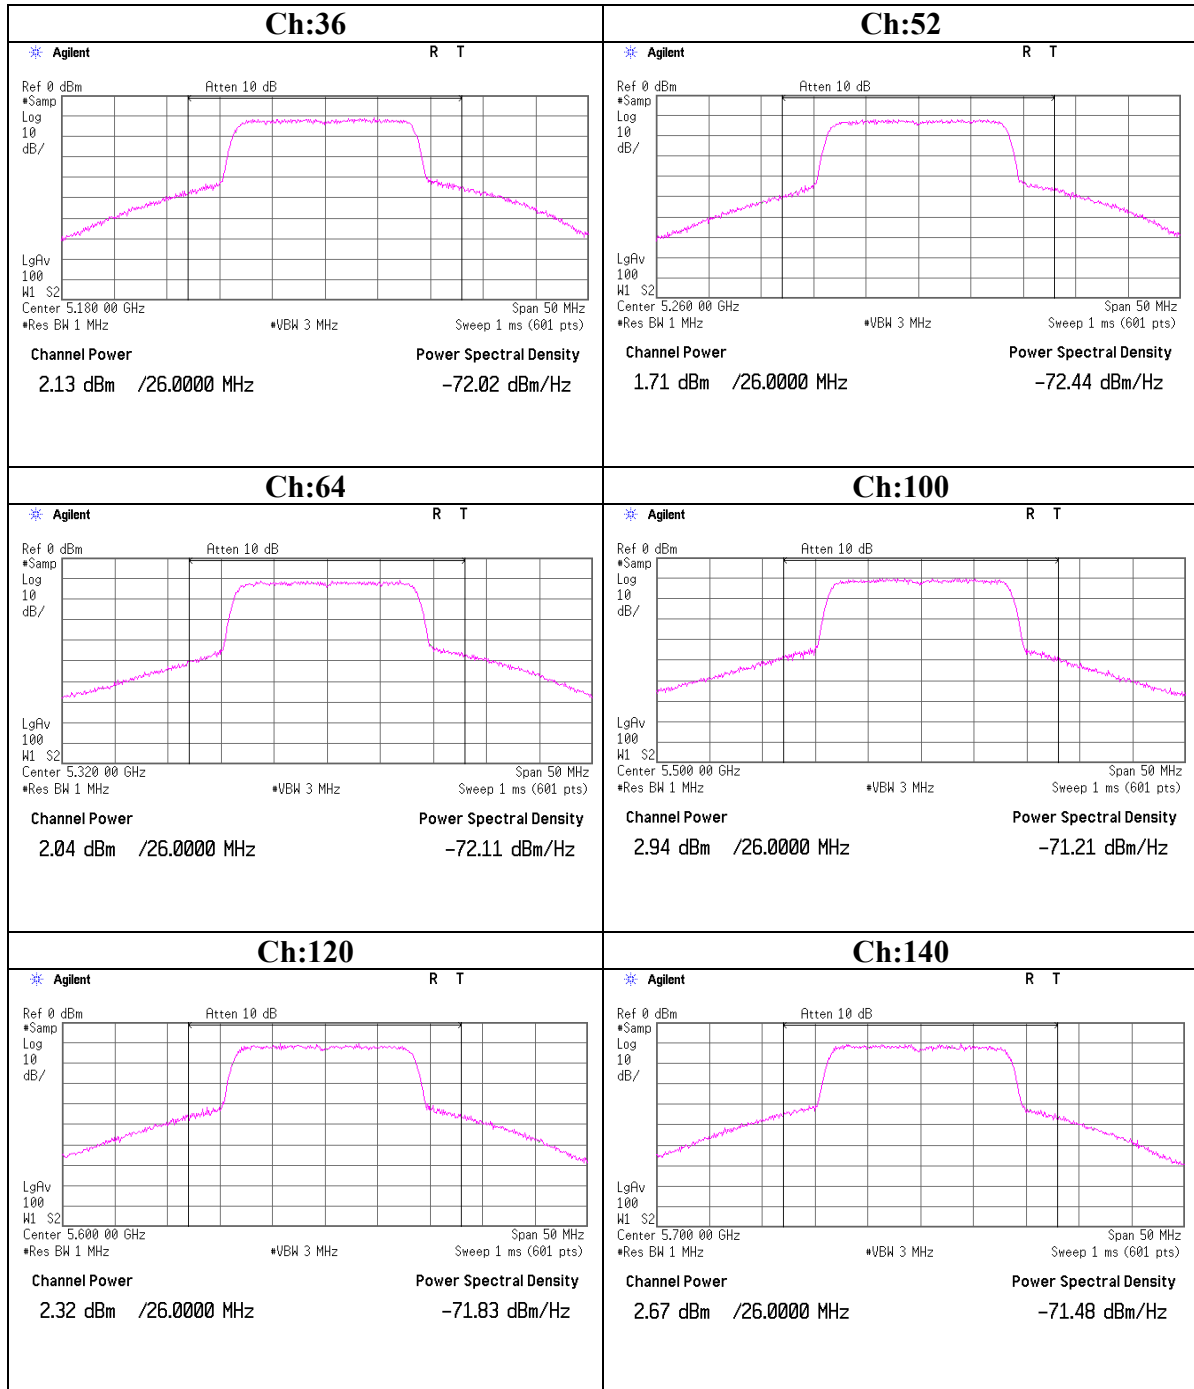 Ch:36
Agilent R T
Ref 0 dBm Atten 10 dB
#Samp
Log
10
dB/
LgAv
100
W1 S2
Center 5.180 00 GHz Span 50 MHz
#Res BW 1 MHz #VBW 3 MHz Sweep 1 ms (601 pts)
Channel Power Power Spectral Density
2.13 dBm /26.0000 MHz -72.02 dBm/Hz
Ch:52
Agilent R T
Ref 0 dBm Atten 10 dB
#Samp
Log
10
dB/
LgAv
100
W1 S2
Center 5.260 00 GHz Span 50 MHz
#Res BW 1 MHz #VBW 3 MHz Sweep 1 ms (601 pts)
Channel Power Power Spectral Density
1.71 dBm /26.0000 MHz -72.44 dBm/Hz
Ch:64
Agilent R T
Ref 0 dBm Atten 10 dB
#Samp
Log
10
dB/
LgAv
100
W1 S2
Center 5.320 00 GHz Span 50 MHz
#Res BW 1 MHz #VBW 3 MHz Sweep 1 ms (601 pts)
Channel Power Power Spectral Density
2.04 dBm /26.0000 MHz -72.11 dBm/Hz
Ch:100
Agilent R T
Ref 0 dBm Atten 10 dB
#Samp
Log
10
dB/
LgAv
100
W1 S2
Center 5.500 00 GHz Span 50 MHz
#Res BW 1 MHz #VBW 3 MHz Sweep 1 ms (601 pts)
Channel Power Power Spectral Density
2.94 dBm /26.0000 MHz -71.21 dBm/Hz
Ch:120
Agilent R T
Ref 0 dBm Atten 10 dB
#Samp
Log
10
dB/
LgAv
100
W1 S2
Center 5.600 00 GHz Span 50 MHz
#Res BW 1 MHz #VBW 3 MHz Sweep 1 ms (601 pts)
Channel Power Power Spectral Density
2.32 dBm /26.0000 MHz -71.83 dBm/Hz
Ch:140
Agilent R T
Ref 0 dBm Atten 10 dB
#Samp
Log
10
dB/
LgAv
100
W1 S2
Center 5.700 00 GHz Span 50 MHz
#Res BW 1 MHz #VBW 3 MHz Sweep 1 ms (601 pts)
Channel Power Power Spectral Density
2.67 dBm /26.0000 MHz -71.48 dBm/Hz